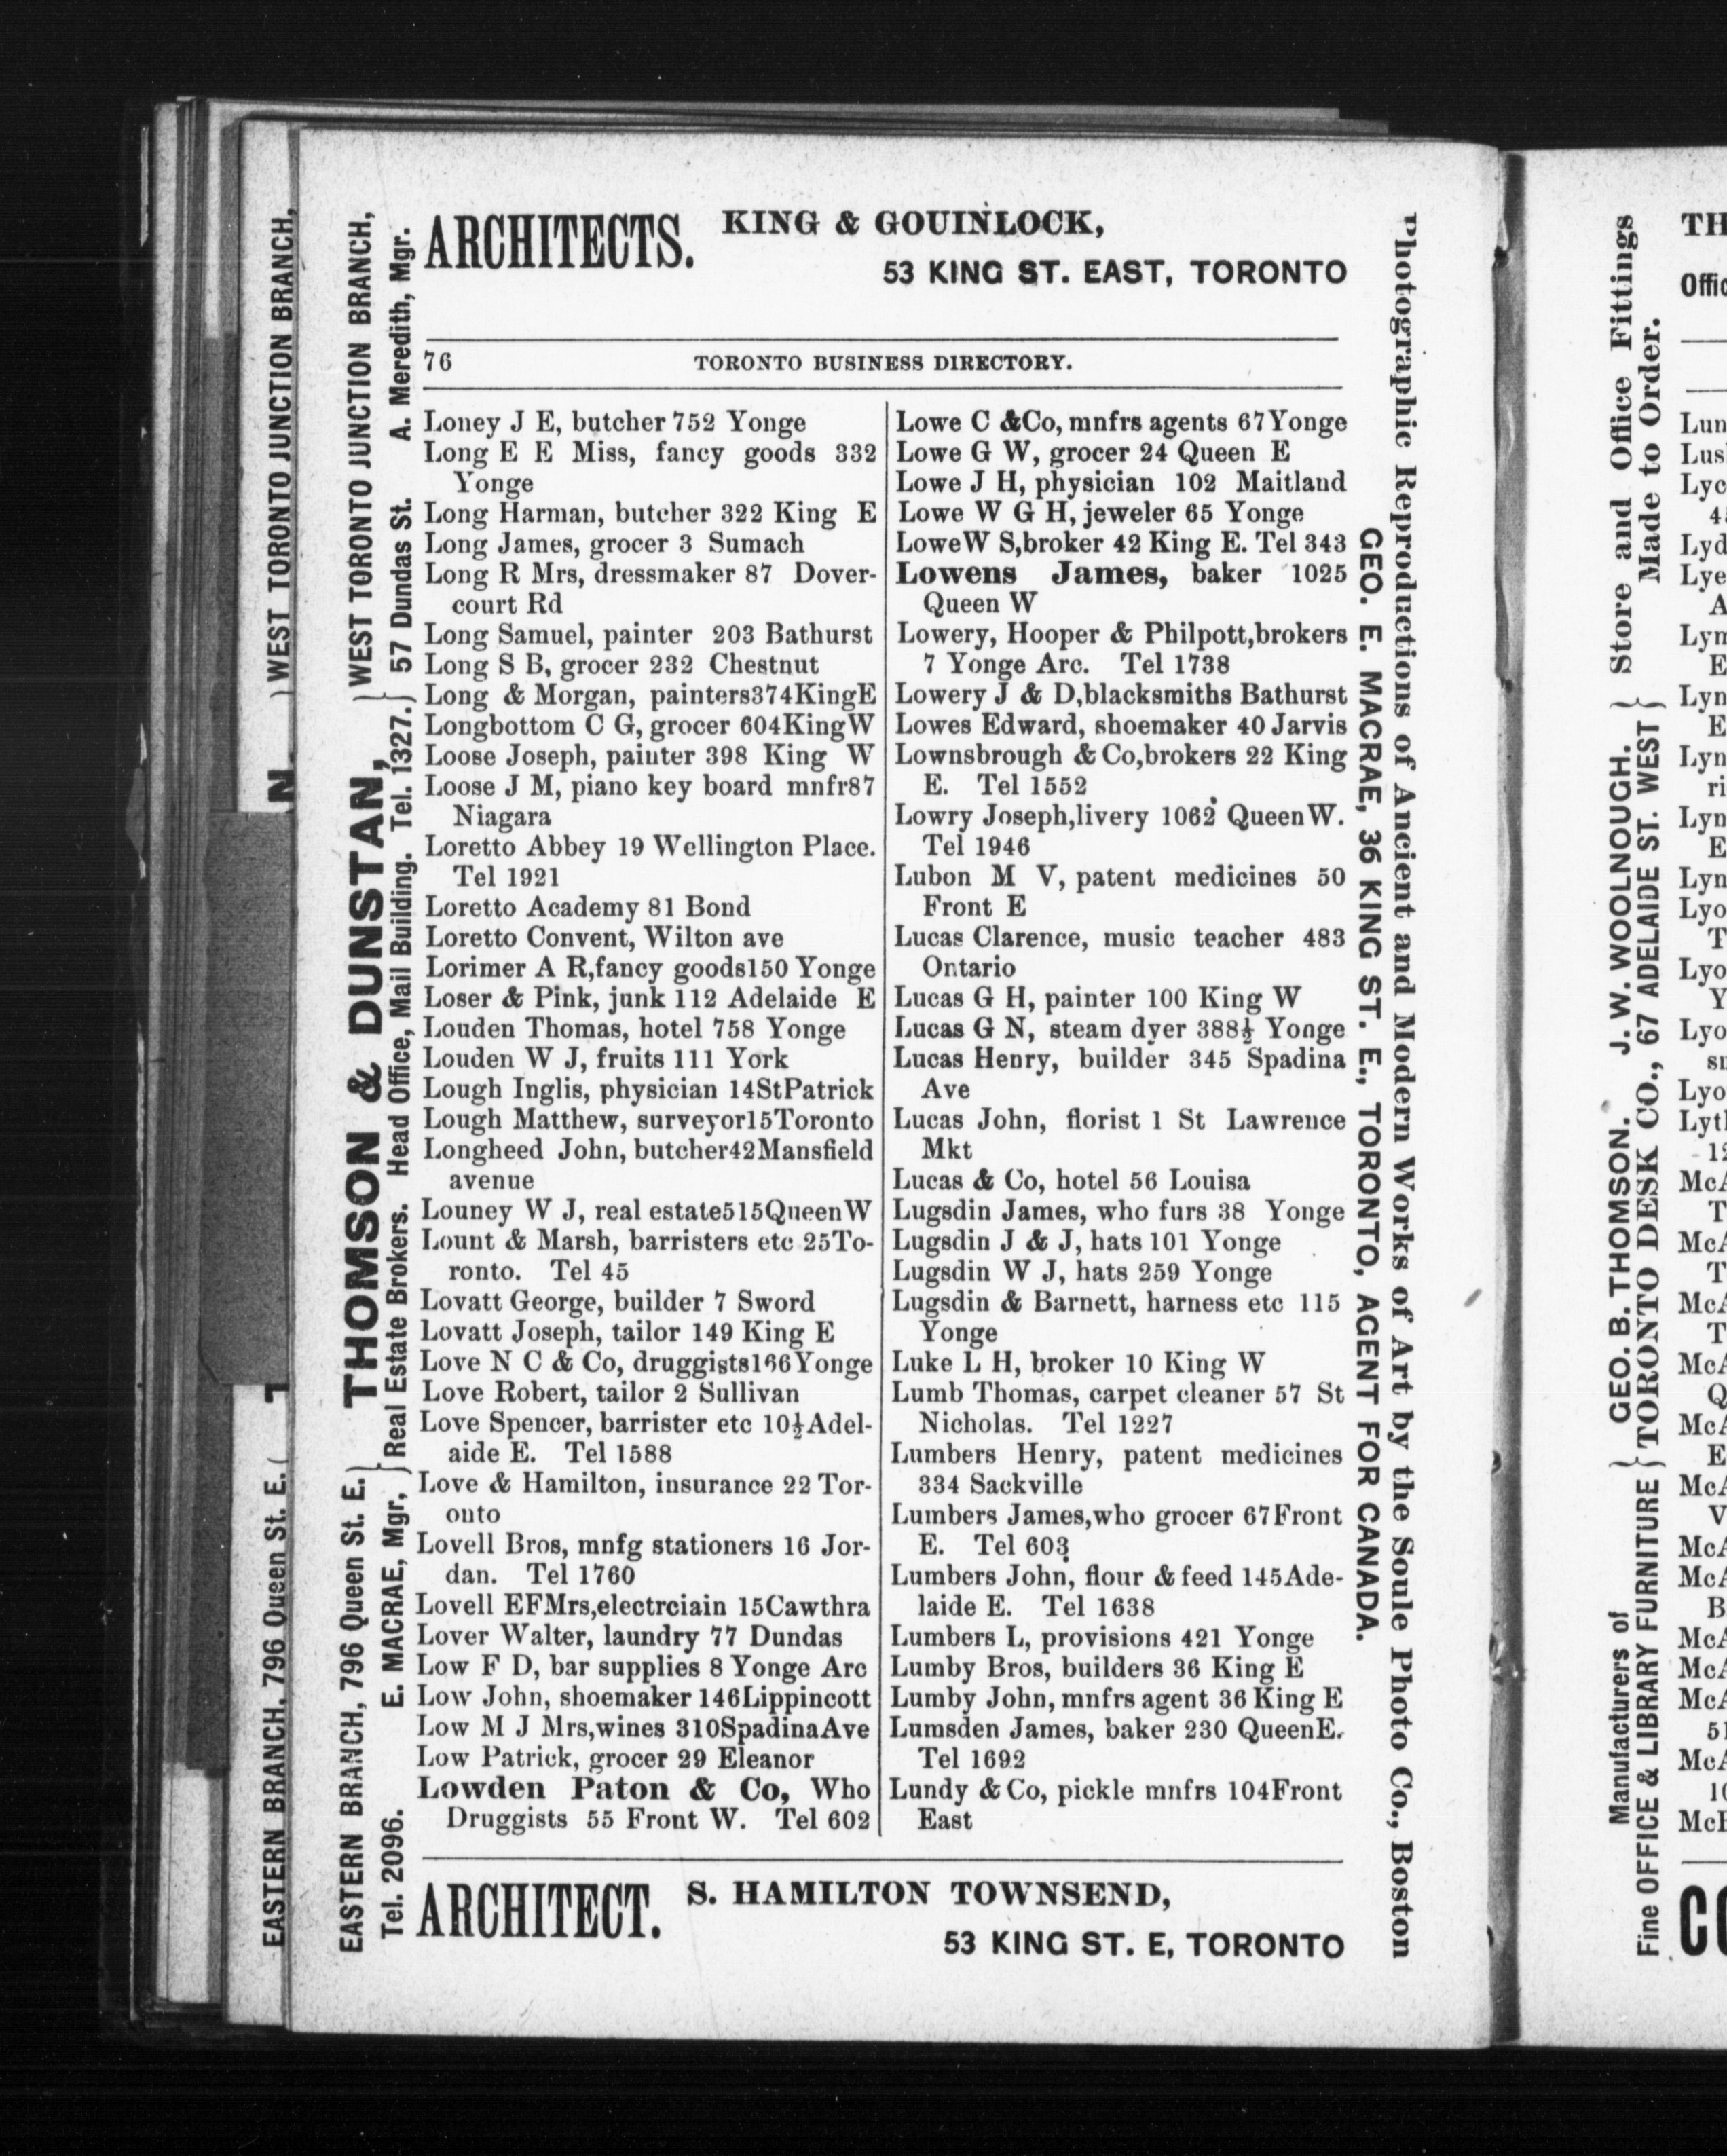 ARCHITECTS. KING & GOUINLOCK,
53 KING ST. EAST, TORONTO
76 TORONTO BUSINESS DIRECTORY.
Loney J E, butcher 752 Yonge
Long E E Miss, fancy goods 332
Yonge
Long Harman, butcher 322 King E
Long James, grocer 3 Sumach
Long R Mrs, dressmaker 87 Dover-
court Rd
Long Samuel, painter 203 Bathurst
Long S B, grocer 232 Chestnut
Long & Morgan, painters374KingE
Longbottom C G, grocer 604KingW
Loose Joseph, painter 398 King W
Loose J M, piano key board mnfr87
Niagara
Loretto Abbey 19 Wellington Place.
Tel 1921
Loretto Academy 81 Bond
Loretto Convent, Wilton ave
Lorimer A R,fancy goods150 Yonge
Loser & Pink, junk 112 Adelaide E
Louden Thomas, hotel 758 Yonge
Louden W J, fruits 111 York
Lough Inglis, physician 14StPatrick
Lough Matthew, surveyor15Toronto
Longheed John, butcher42Mansfield
avenue
Louney W J, real estate515QueenW
Lount & Marsh, barristers etc 25To-
ronto. Tel 45
Lovatt George, builder 7 Sword
Lovatt Joseph, tailor 149 King E
Love N C & Co, druggists166Yonge
Love Robert, tailor 2 Sullivan
Love Spencer, barrister etc 10½Adel-
aide E. Tel 1588
Love & Hamilton, insurance 22 Tor-
onto
Lovell Bros, mnfg stationers 16 Jor-
dan. Tel 1760
Lovell EFMrs,electrciain 15Cawthra
Lover Walter, laundry 77 Dundas
Low F D, bar supplies 8 Yonge Arc
Low John, shoemaker 146Lippincott
Low M J Mrs,wines 310SpadinaAve
Low Patrick, grocer 29 Eleanor
Lowden Paton & Co, Who
Druggists 55 Front W. Tel 602
Lowe C &Co, mnfrs agents 67Yonge
Lowe G W, grocer 24 Queen E
Lowe J H, physician 102 Maitland
Lowe W G H, jeweler 65 Yonge
LoweW S,broker 42 King E. Tel 343
Lowens James, baker 1025
Queen W
Lowery, Hooper & Philpott,brokers
7 Yonge Arc. Tel 1738
Lowery J & D,blacksmiths Bathurst
Lowes Edward, shoemaker 40 Jarvis
Lownsbrough & Co,brokers 22 King
E. Tel 1552
Lowry Joseph,livery 1062 QueenW.
Tel 1946
Lubon M V, patent medicines 50
Front E
Lucas Clarence, music teacher 483
Ontario
Lucas G H, painter 100 King W
Lucas G N, steam dyer 388½ Yonge
Lucas Henry, builder 345 Spadina
Ave
Lucas John, florist 1 St Lawrence
Mkt
Lucas & Co, hotel 56 Louisa
Lugsdin James, who furs 38 Yonge
Lugsdin J & J, hats 101 Yonge
Lugsdin W J, hats 259 Yonge
Lugsdin & Barnett, harness etc 115
Yonge
Luke L H, broker 10 King W
Lumb Thomas, carpet cleaner 57 St
Nicholas. Tel 1227
Lumbers Henry, patent medicines
334 Sackville
Lumbers James,who grocer 67Front
E. Tel 603
Lumbers John, flour & feed 145Ade-
laide E. Tel 1638
Lumbers L, provisions 421 Yonge
Lumby Bros, builders 36 King E
Lumby John, mnfrs agent 36 King E
Lumsden James, baker 230 QueenE.
Tel 1692
Lundy & Co, pickle mnfrs 104Front
East
ARCHITECT. S. HAMILTON TOWNSEND,
53 KING ST. E, TORONTO
EASTERN BRANCH, 796 Queen St. E. WEST TORONTO JUNCTION BRANCH,
EASTERN BRANCH, 796 Queen St. E. THOMSON & DUNSTAN, WEST TORONTO JUNCTION BRANCH,
Tel. 2096. E. MACRAE, Mgr, Real Estate Brokers. Head Office, Mail Building. Tel. 1327. 57 Dundas St. A. Meredith, Mgr.
Photographic Reproductions of Ancient and Modern Works of Art by the Soule Photo Co., Boston
GEO. E. MACRAE, 36 KING ST. E., TORONTO, AGENT FOR CANADA.
Manufacturers of GEO. B. THOMSON. J. W. WOOLNOUGH. Store and Office Fittings
Fine OFFICE & LIBRARY FURNITURE TORONTO DESK CO., 67 ADELAIDE ST. WEST Made to Order.